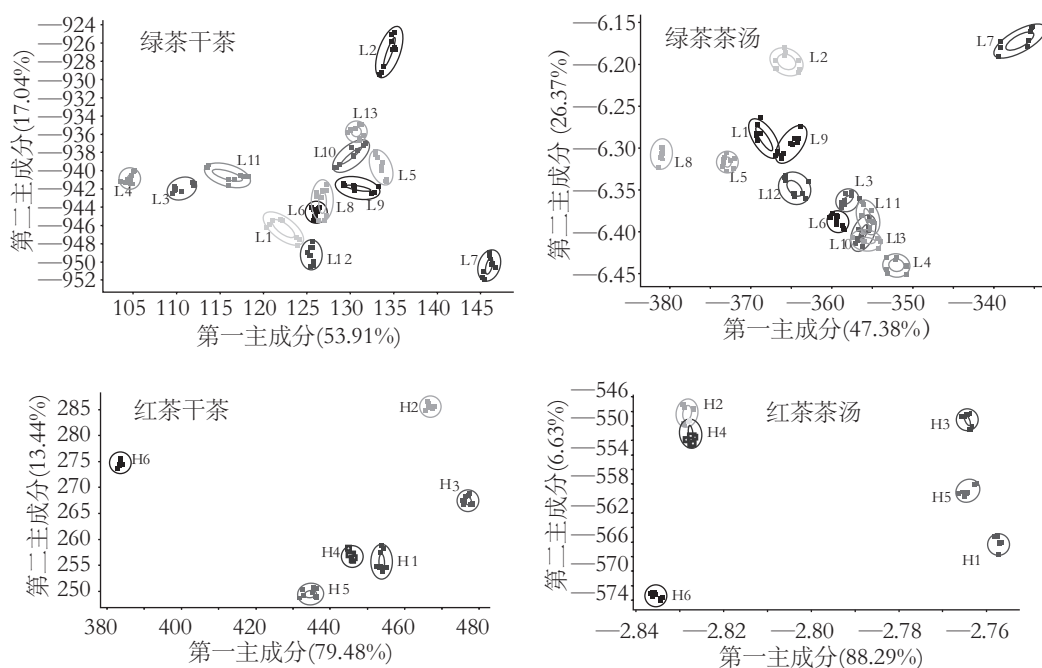 绿茶干茶
第二主成分(17.04%)
—924
—926
—928
—930
—932
—934
936
—938
—940
—942
—944
—946
—948
—950
—952
L2
L13
L10
L11
L5
L4
L3
L6
L8
L9
L1
L12
L7
105 110 115 120 125 130 135 140 145
第一主成分(53.91%)
绿茶茶汤
第二主成分(26.37%)
—6.15
—6.20
—6.25
—6.30
—6.35
—6.40
—6.45
L7
L2
L1
L9
L8
L5
L12
L3
L11
L6
L10
L13
L4
—380 —370 —360 —350 — —340
第一主成分(47.38%)
红茶干茶
第二主成分(13.44%)
285
280
275
270
265
260
255
250
H2
H6
H3
H4
H1
H5
380 400 420 440 460 480
第一主成分(79.48%)
红茶茶汤
第二主成分(6.63%)
—546
—550
—554
—558
—562
—566
—570
—574
H2
H4
H3
H5
H1
H6
—2.84 —2.82 —2.80 —2.78 —2.76
第一主成分(88.29%)